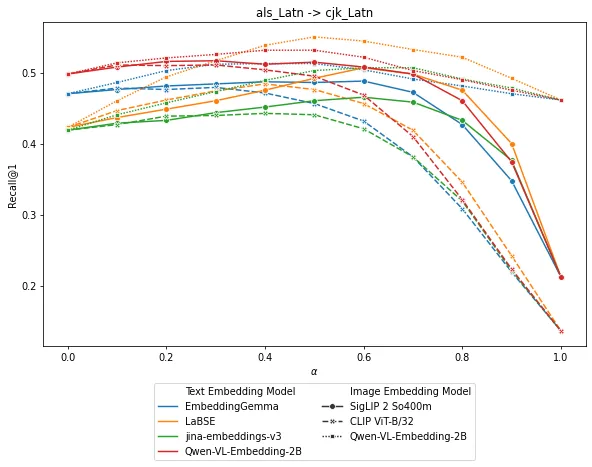 als_Latn -> cjk_Latn
Recall@1
0.5
0.4
0.3
0.2
0.0
0.2
0.4
0.6
0.8
1.0
α
Text Embedding Model
EmbeddingGemma
LaBSE
jina-embeddings-v3
Qwen-VL-Embedding-2B
Image Embedding Model
SigLIP 2 So400m
CLIP ViT-B/32
Qwen-VL-Embedding-2B